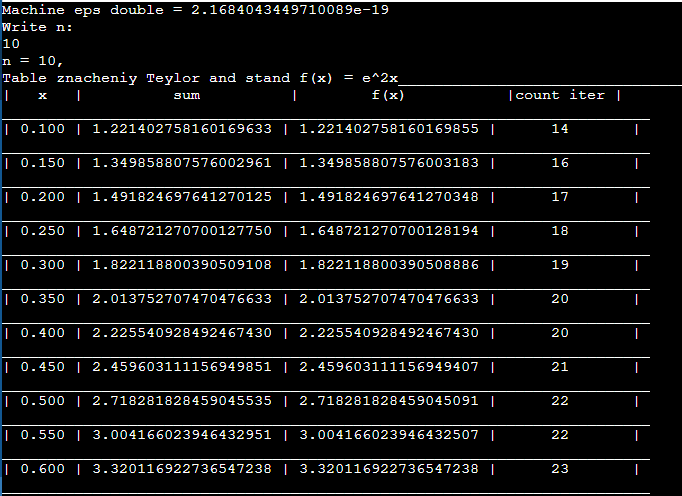 Machine eps double = 2.1684043449710089e-19
Write n:
10
n = 10,
Table znacheniy Teylor and stand f(x) = e^2x
| x | sum | f(x) |count iter |
| 0.100 | 1.221402758160169633 | 1.221402758160169855 | 14 |
| 0.150 | 1.349858807576002961 | 1.349858807576003183 | 16 |
| 0.200 | 1.491824697641270125 | 1.491824697641270348 | 17 |
| 0.250 | 1.648721270700127750 | 1.648721270700128194 | 18 |
| 0.300 | 1.822118800390509108 | 1.822118800390508886 | 19 |
| 0.350 | 2.013752707470476633 | 2.013752707470476633 | 20 |
| 0.400 | 2.225540928492467430 | 2.225540928492467430 | 20 |
| 0.450 | 2.459603111156949851 | 2.459603111156949407 | 21 |
| 0.500 | 2.718281828459045535 | 2.718281828459045091 | 22 |
| 0.550 | 3.004166023946432951 | 3.004166023946432507 | 22 |
| 0.600 | 3.320116922736547238 | 3.320116922736547238 | 23 |